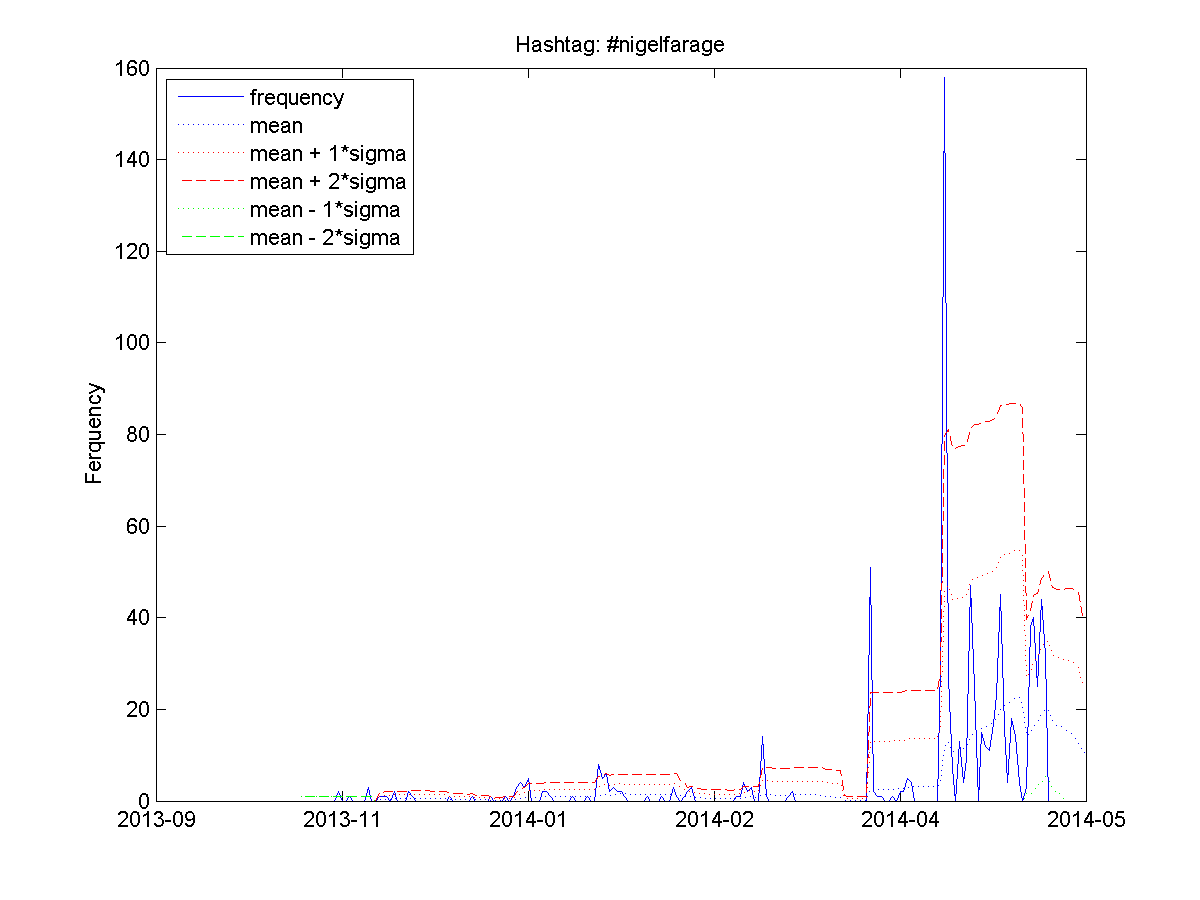 Hashtag: #nigelfarage
160
140
120
100
80
60
40
20
0
Ferquency
frequency
mean
mean + 1*sigma
mean + 2*sigma
mean - 1*sigma
mean - 2*sigma
2013-09
2013-11
2014-01
2014-02
2014-04
2014-05